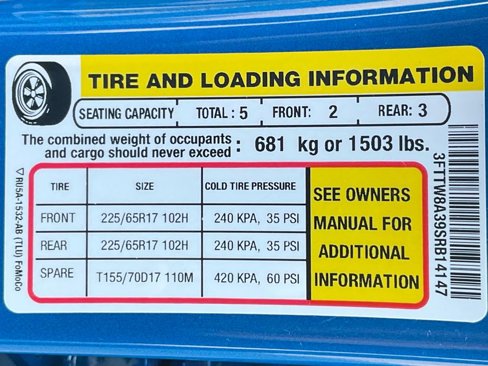 TIRE AND LOADING INFORMATION
SEATING CAPACITY TOTAL : 5 FRONT: 2 REAR: 3
The combined weight of occupants and cargo should never exceed : 681 kg or 1503 lbs.
TIRE SIZE COLD TIRE PRESSURE
FRONT 225/65R17 102H 240 KPA, 35 PSI
REAR 225/65R17 102H 240 KPA, 35 PSI
SPARE T155/70D17 110M 420 KPA, 60 PSI
SEE OWNERS
MANUAL FOR
ADDITIONAL
INFORMATION
3FTTW8A39SRB14147
▽ RU5A-1532-AB (TLU) FoMoCo